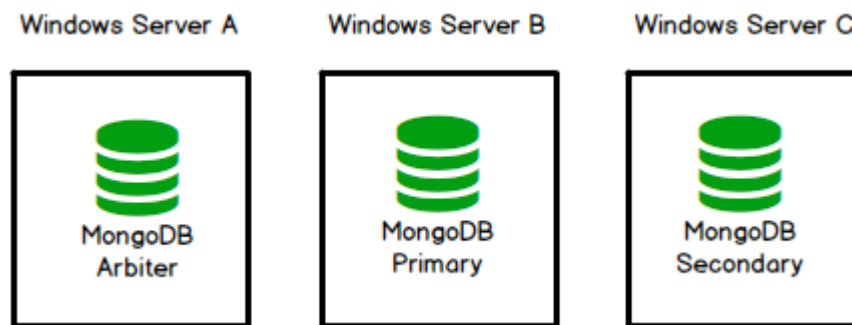 Windows Server A
Windows Server B
Windows Server C
MongoDB
Arbiter
MongoDB
Primary
MongoDB
Secondary